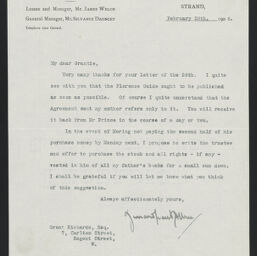 Lessee and Manager, Mr. James Welch
General Manager, Mr. Sylvanus Dauncey
STRAND,
February 28th. 190
My dear Grantie,
Very many thanks for your letter of the 26th. I quite
see with you that the Florence Guide ought to be published
as soon as possible. Of course I quite understand that the
Agreement sent my mother refers only to it. You will receive
it back from Mr Prince in the course of a day or two.
In the event of Moring not paying the second half of his
purchase money by Monday next, I propose to write the trustee
and offer to purchase the stock and all rights - if any -
vested in him of all my father's books for a small sum down.
I shall be grateful if you will let me know what you think
of this suggestion.
Always affectionately yours,
Grant Richards, Esq.
7, Carlton Street,
Regent Street,
W.